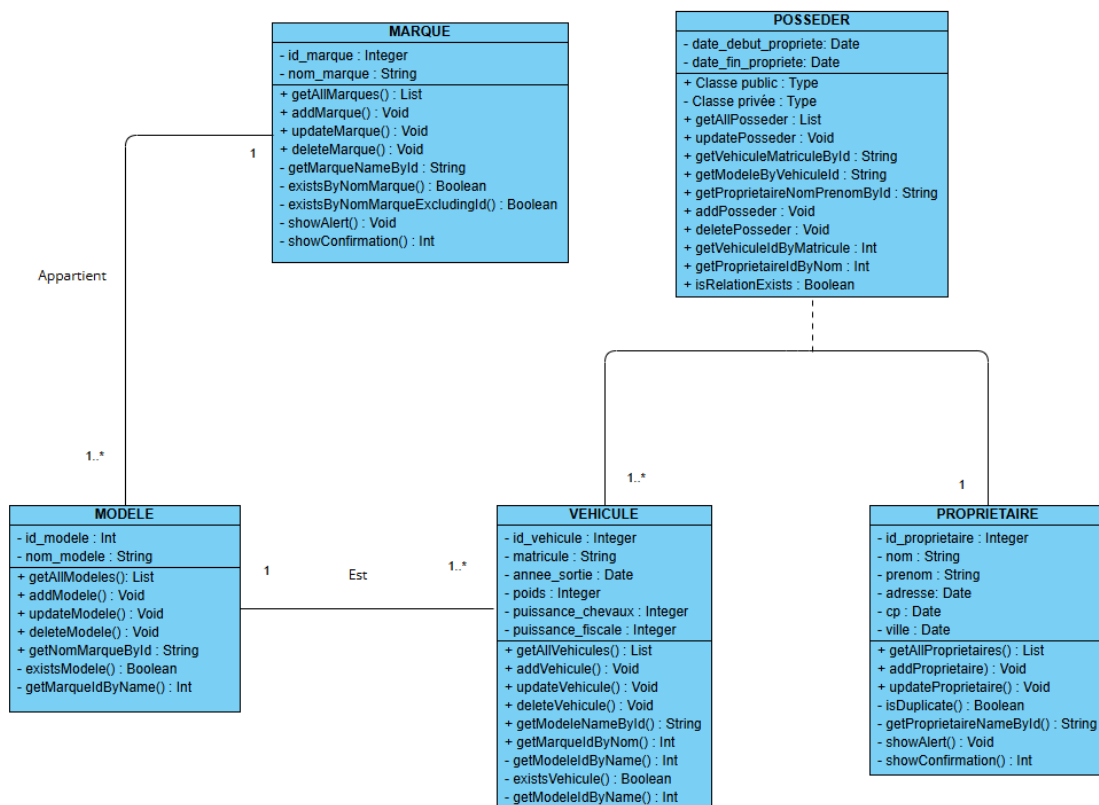 MARQUE
- id_marque : Integer
- nom_marque : String
+ getAllMarques() : List
+ addMarque() : Void
+ updateMarque() : Void
+ deleteMarque() : Void
- getMarqueNameById : String
- existsByNomMarque() : Boolean
- existsByNomMarqueExcludingId() : Boolean
- showAlert() : Void
- showConfirmation() : Int
POSSEDER
- date_debut_propriete: Date
- date_fin_propriete: Date
+ Classe public : Type
- Classe privée : Type
+ getAllPosseder : List
+ updatePosseder : Void
+ getVehiculeMatriculeById : String
+ getModeleByVehiculeId : String
+ getProprietaireNomPrenomById : String
+ addPosseder : Void
+ deletePosseder : Void
+ getVehiculeIdByMatricule : Int
+ getProprietaireIdByNom : Int
+ isRelationExists : Boolean
1
Appartient
1..*
1..*
1
MODELE
- id_modele : Int
- nom_modele : String
+ getAllModeles(): List
+ addModele() : Void
+ updateModele() : Void
+ deleteModele() : Void
+ getNomMarqueById : String
- existsModele() : Boolean
- getMarqueIdByName() : Int
1
Est
1..*
VEHICULE
- id_vehicule : Integer
- matricule : String
- annee_sortie : Date
- poids : Integer
- puissance_chevaux : Integer
- puissance_fiscale : Integer
+ getAllVehicules() : List
+ addVehicule() : Void
+ updateVehicule() : Void
+ deleteVehicule() : Void
+ getModeleNameById() : String
+ getMarqueIdByNom() : Int
- getModeleIdByName() : Int
- existsVehicule() : Boolean
- getModeleIdByName() : Int
PROPRIETAIRE
- id_proprietaire : Integer
- nom : String
- prenom : String
- adresse: Date
- cp : Date
- ville : Date
+ getAllProprietaires() : List
+ addProprietaire) : Void
+ updateProprietaire() : Void
- isDuplicate() : Boolean
- getProprietaireNameById() : String
- showAlert() : Void
- showConfirmation() : Int